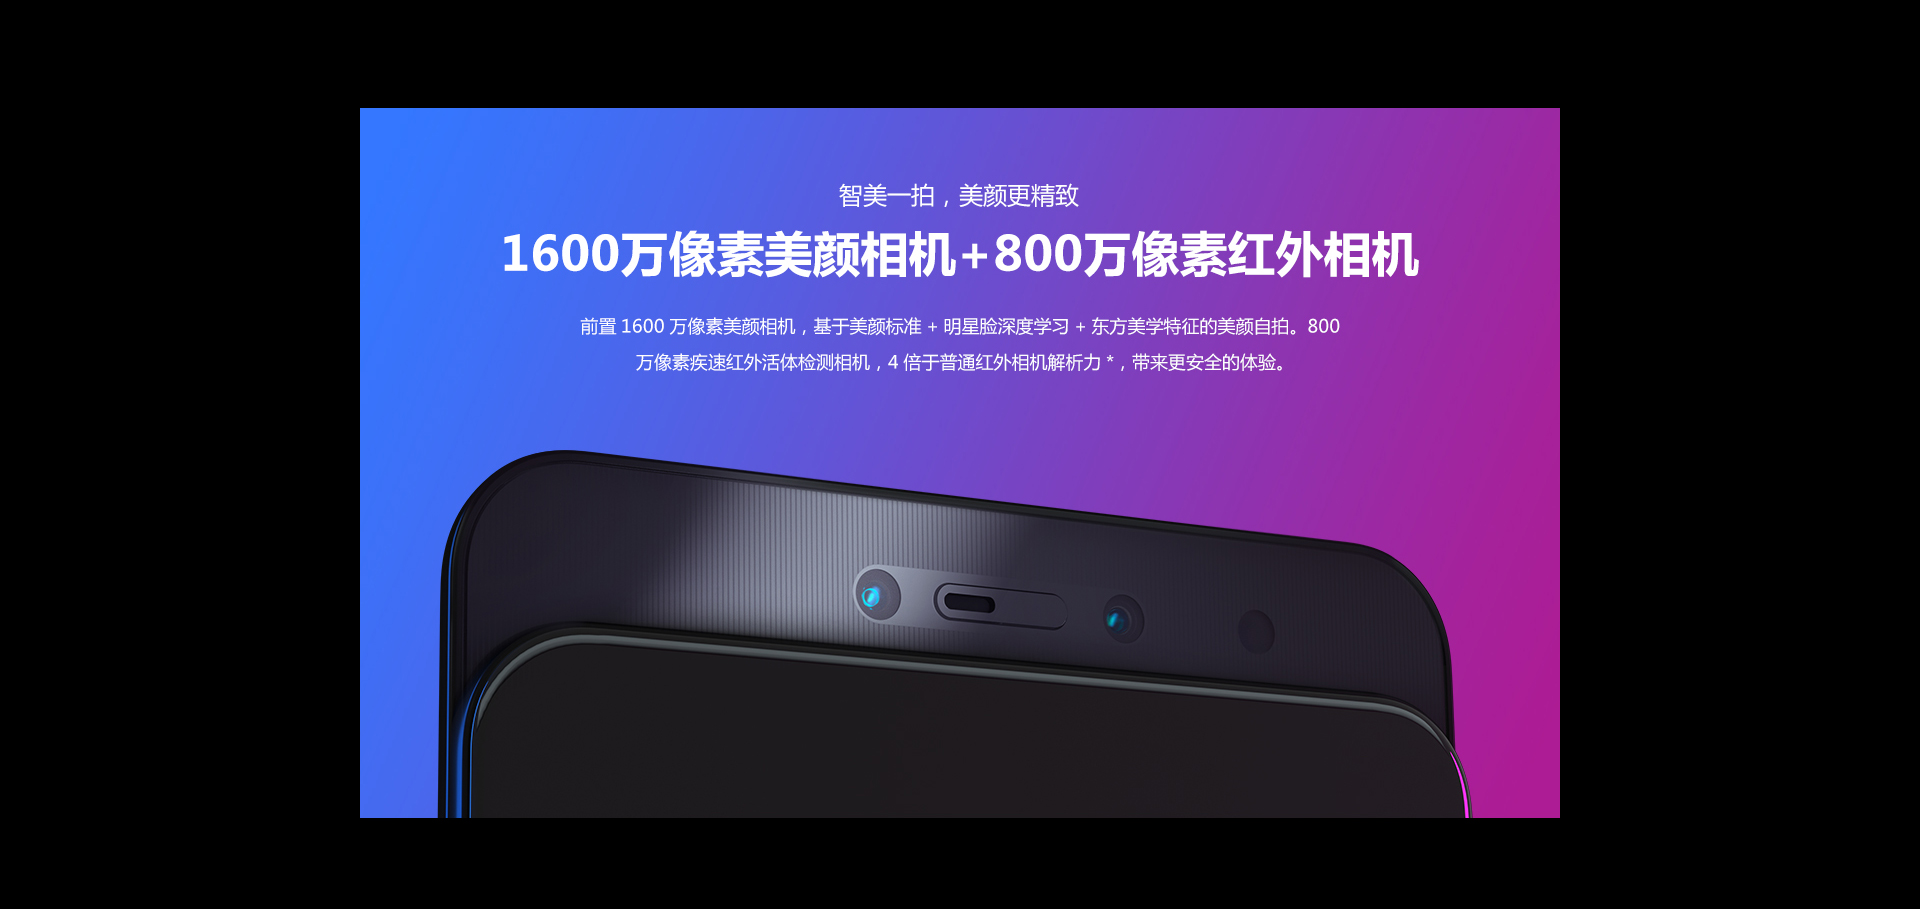 智美一拍，美颜更精致
1600万像素美颜相机+800万像素红外相机
前置 1600 万像素美颜相机，基于美颜标准 + 明星脸深度学习 + 东方美学特征的美颜自拍。800
万像素疾速红外活体检测相机，4 倍于普通红外相机解析力 *，带来更安全的体验。